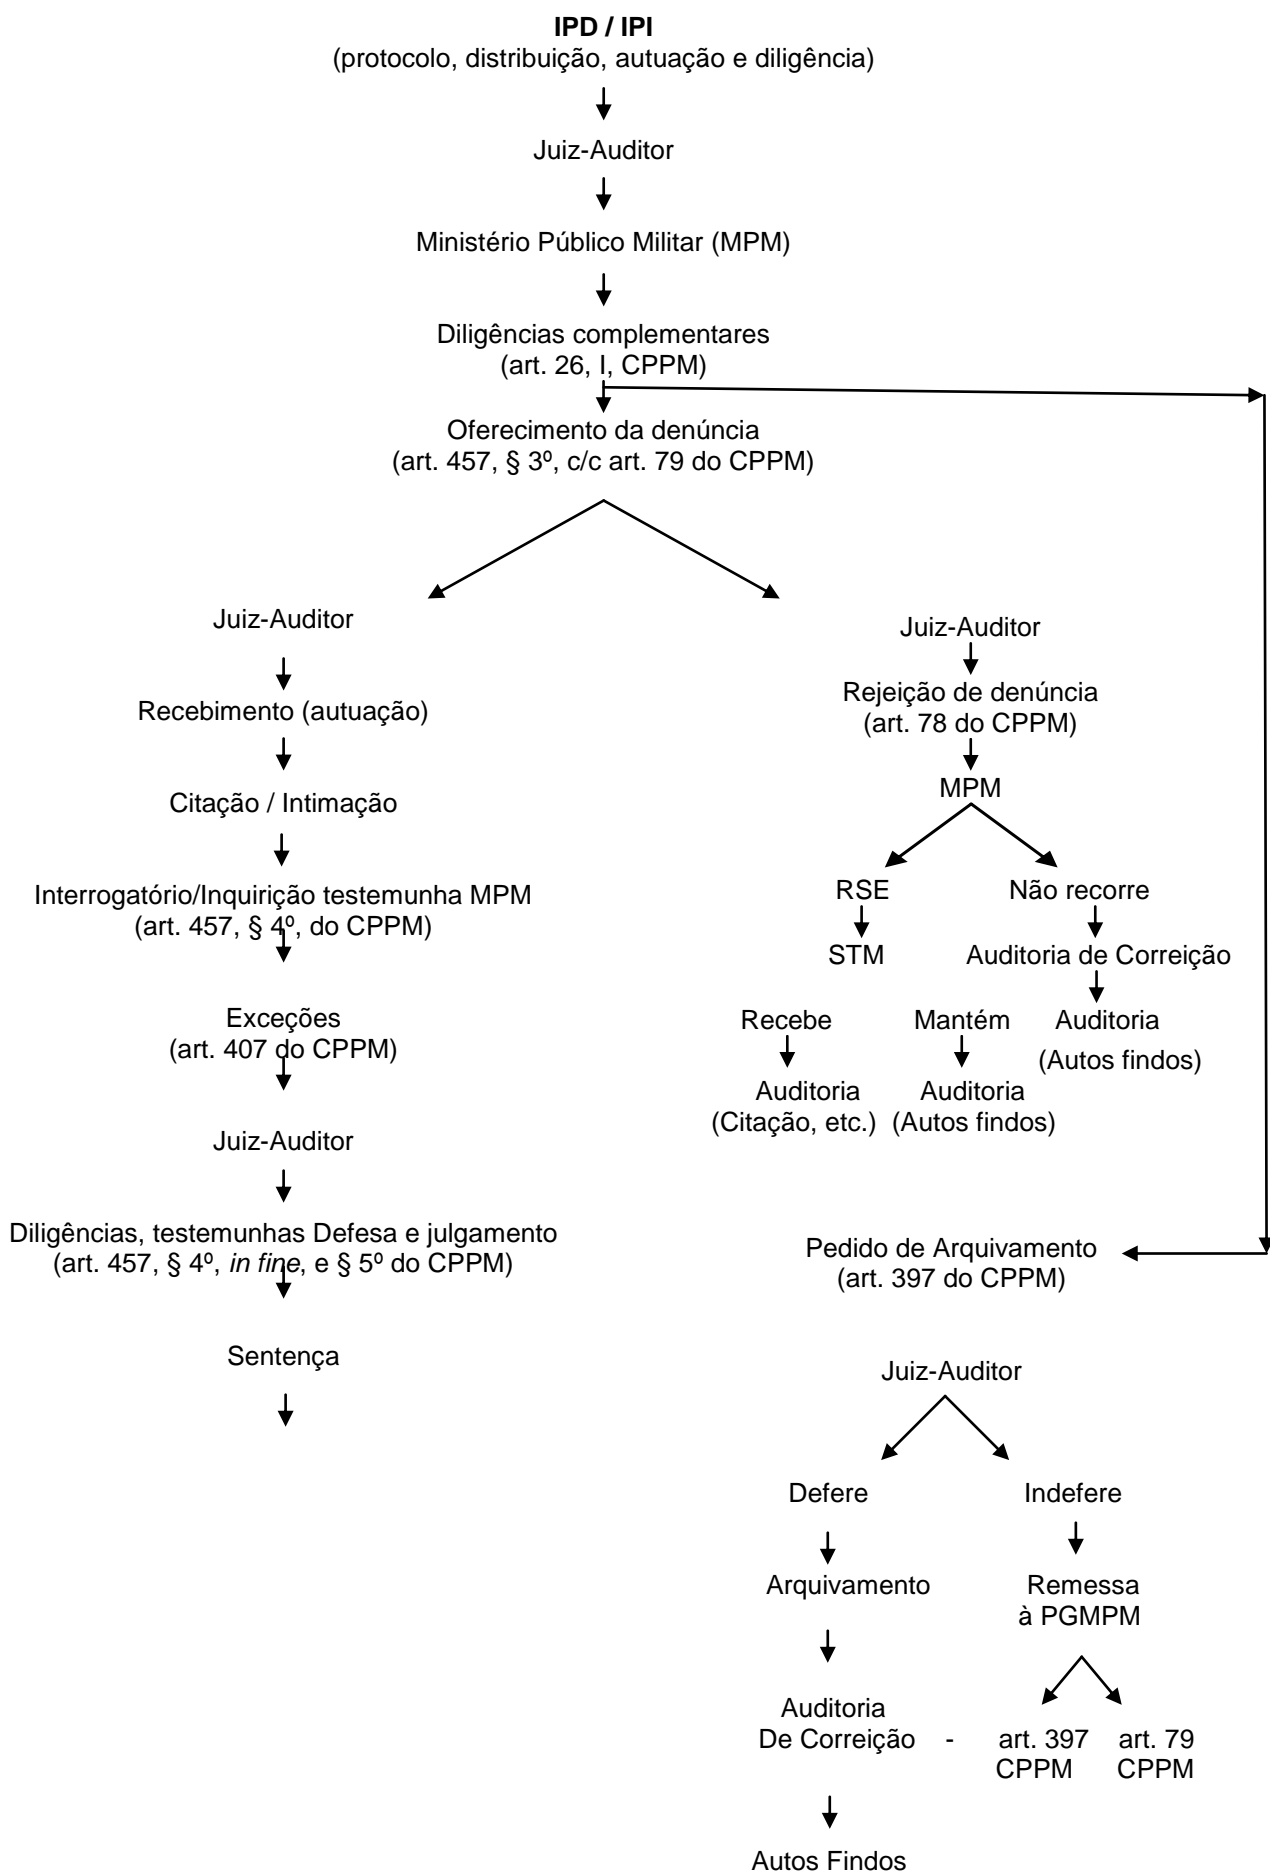 IPD / IPI
(protocolo, distribuição, autuação e diligência)
Juiz-Auditor
Ministério Público Militar (MPM)
Diligências complementares
(art. 26, I, CPPM)
Oferecimento da denúncia
(art. 457, § 3º, c/c art. 79 do CPPM)
Juiz-Auditor
Recebimento (autuação)
Citação / Intimação
Interrogatório/Inquirição testemunha MPM
(art. 457, § 4º, do CPPM)
Exceções
(art. 407 do CPPM)
Juiz-Auditor
Diligências, testemunhas Defesa e julgamento
(art. 457, § 4º, in fine, e § 5º do CPPM)
Sentença
Juiz-Auditor
Rejeição de denúncia
(art. 78 do CPPM)
MPM
RSE
Não recorre
STM
Auditoria de Correição
Recebe
Mantém
Auditoria
(Autos findos)
Auditoria
(Citação, etc.)
Auditoria
(Autos findos)
Pedido de Arquivamento
(art. 397 do CPPM)
Juiz-Auditor
Defere
Indefere
Arquivamento
Remessa
à PGMPM
Auditoria
De Correição -
art. 397
CPPM
art. 79
CPPM
Autos Findos